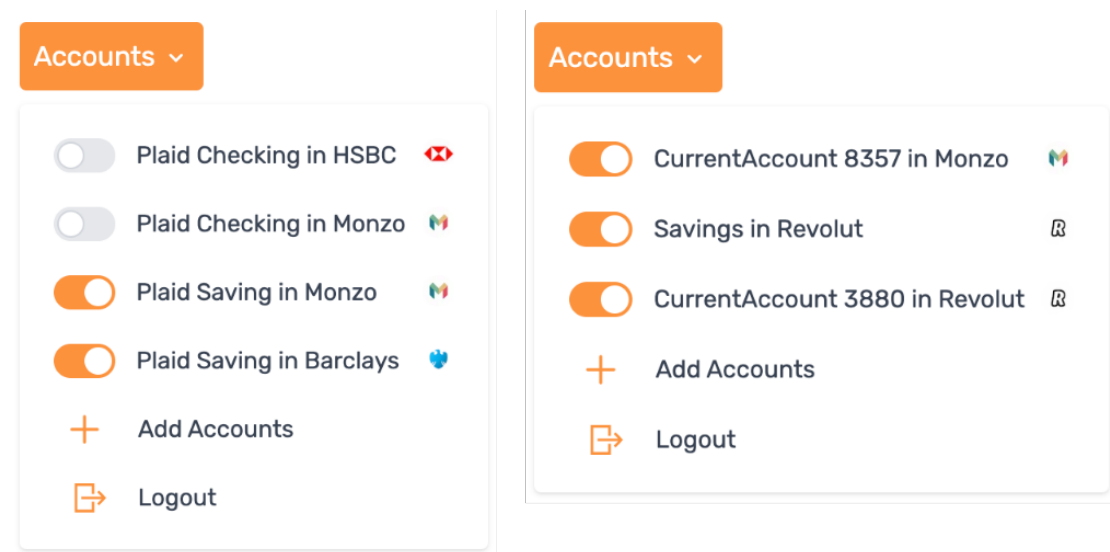 Accounts
Plaid Checking in HSBC
Plaid Checking in Monzo
Plaid Saving in Monzo
Plaid Saving in Barclays
Add Accounts
Logout
Accounts
CurrentAccount 8357 in Monzo
Savings in Revolut
CurrentAccount 3880 in Revolut
Add Accounts
Logout